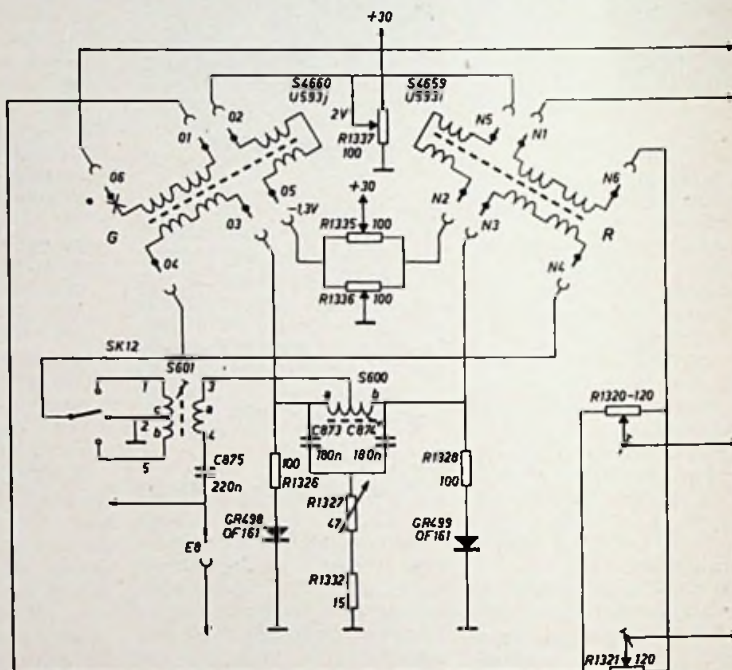 +30
S4660
U593j
S4659
U593i
02
01
2V
R1337
100
N5
N1
06
N6
+30
05
-1,3V
N2
03
R1335
100
N3
G
R
04
R1336
100
N4
SK12
S601
S600
1
3
a
b
c
a
2
b
4
5
C873
C874
180n
180n
R1320-120
C875
220n
100
R1326
R1328
100
R1327
47
GR498
OF161
GR499
OF161
E8
R1332
15
R1321
120